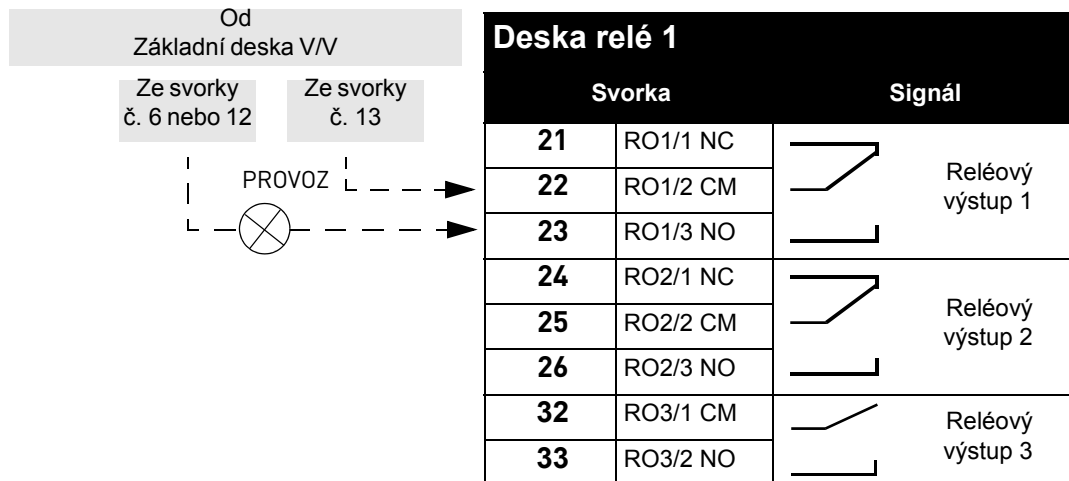 Od
Základní deska V/V
Ze svorky
č. 6 nebo 12
Ze svorky
č. 13
PROVOZ
Deska relé 1
Svorka Signál
21 RO1/1 NC
22 RO1/2 CM
23 RO1/3 NO
Reléový
výstup 1
24 RO2/1 NC
25 RO2/2 CM
26 RO2/3 NO
Reléový
výstup 2
32 RO3/1 CM
33 RO3/2 NO
Reléový
výstup 3